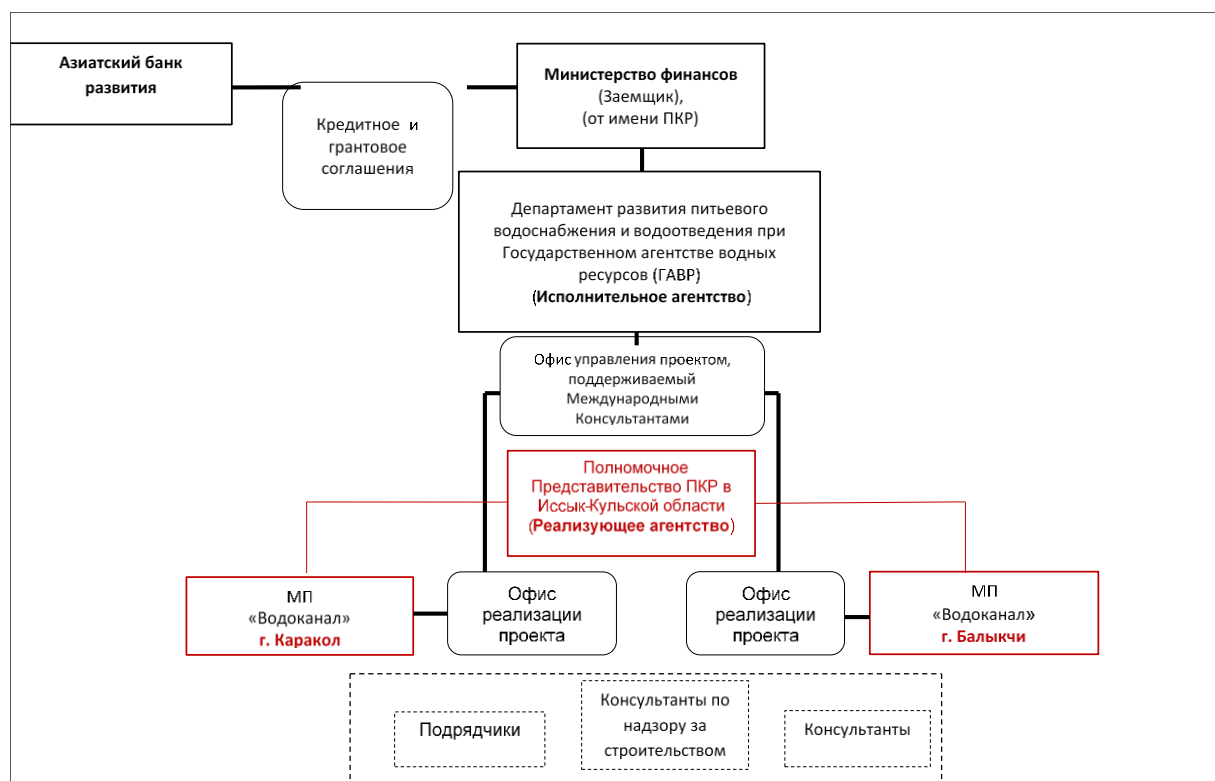 Азиатский банк
развития
Министерство финансов
(Заемщик),
(от имени ПКР)
Кредитное и
грантовое
соглашения
Департамент развития питьевого
водоснабжения и водоотведения при
Государственном агентстве водных
ресурсов (ГАВР)
(Исполнительное агентство)
Офис управления проектом,
поддерживаемый
Международными
Консультантами
Полномочное
Представительство ПКР в
Иссык-Кульской области
(Реализующее агентство)
МП
«Водоканал»
г. Каракол
Офис
реализации
проекта
Офис
реализации
проекта
МП
«Водоканал»
г. Балыкчи
Подрядчики
Консультанты по
надзору за
строительством
Консультанты